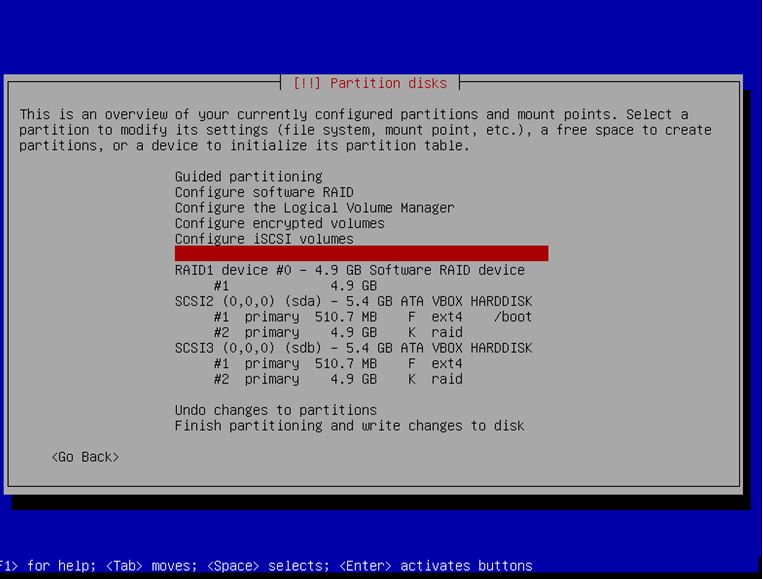 [!!] Partition disks
This is an overview of your currently configured partitions and mount points. Select a
partition to modify its settings (file system, mount point, etc.), a free space to create
partitions, or a device to initialize its partition table.
Guided partitioning
Configure software RAID
Configure the Logical Volume Manager
Configure encrypted volumes
Configure iSCSI volumes
RAID1 device #0 - 4.9 GB Software RAID device
#1 4.9 GB
SCSI2 (0,0,0) (sda) - 5.4 GB ATA VBOX HARDDISK
#1 primary 510.7 MB F ext4 /boot
#2 primary 4.9 GB K raid
SCSI3 (0,0,0) (sdb) - 5.4 GB ATA VBOX HARDDISK
#1 primary 510.7 MB F ext4
#2 primary 4.9 GB K raid
Undo changes to partitions
Finish partitioning and write changes to disk
<Go Back>
F1> for help; <Tab> moves; <Space> selects; <Enter> activates buttons